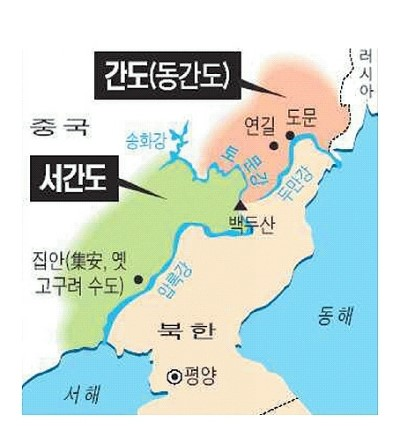 간도(동간도)
러시아
중국
연길
도문
송화강
토문강
두만강
서간도
백두산
집안(集安, 옛
고구려 수도)
압록강
북한
동해
평양
서해